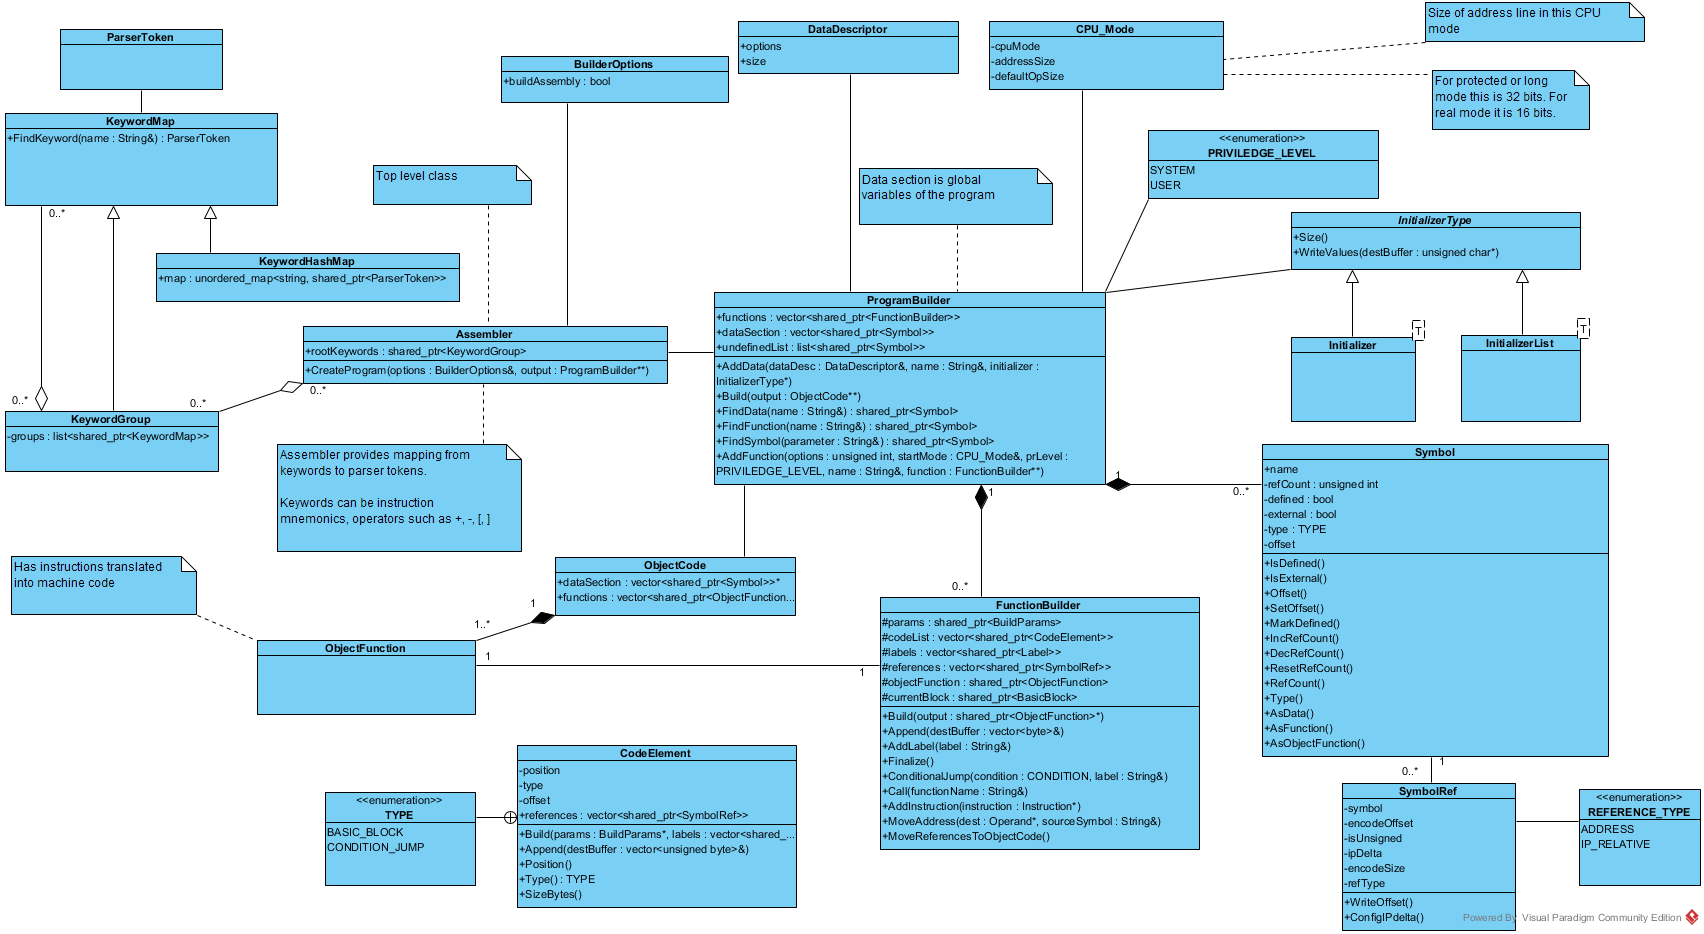 ParserToken
KeywordMap
+FindKeyword(name : String&) : ParserToken
0..*
KeywordHashMap
+map : unordered_map<string, shared_ptr<ParserToken>>
0..*
KeywordGroup
-groups : list<shared_ptr<KeywordMap>>
0..*
0..*
Top level class
BuilderOptions
+buildAssembly : bool
Assembler
+rootKeywords : shared_ptr<KeywordGroup>
+CreateProgram(options : BuilderOptions&, output : ProgramBuilder**)
Assembler provides mapping from
keywords to parser tokens.
Keywords can be instruction
mnemonics, operators such as +, -, [, ]
DataDescriptor
+options
+size
CPU_Mode
-cpuMode
-addressSize
-defaultOpSize
Size of address line in this CPU
mode
For protected or long
mode this is 32 bits. For
real mode it is 16 bits.
<<enumeration>>
PRIVILEDGE_LEVEL
SYSTEM
USER
Data section is global
variables of the program
InitializerType
+Size()
+WriteValues(destBuffer : unsigned char*)
T
Initializer
T
InitializerList
ProgramBuilder
+functions : vector<shared_ptr<FunctionBuilder>>
+dataSection : vector<shared_ptr<Symbol>>
+undefinedList : list<shared_ptr<Symbol>>
+AddData(dataDesc : DataDescriptor&, name : String&, initializer :
InitializerType*)
+Build(output : ObjectCode**)
+FindData(name : String&) : shared_ptr<Symbol>
+FindFunction(name : String&) : shared_ptr<Symbol>
+FindSymbol(parameter : String&) : shared_ptr<Symbol>
+AddFunction(options : unsigned int, startMode : CPU_Mode&, prLevel :
PRIVILEDGE_LEVEL, name : String&, function : FunctionBuilder**)
1
0..*
1
0..*
Symbol
+name
-refCount : unsigned int
-defined : bool
-external : bool
-type : TYPE
-offset
+IsDefined()
+IsExternal()
+Offset()
+SetOffset()
+MarkDefined()
+IncRefCount()
+DecRefCount()
+ResetRefCount()
+RefCount()
+Type()
+AsData()
+AsFunction()
+AsObjectFunction()
1
0..*
SymbolRef
-symbol
-encodeOffset
-isUnsigned
-ipDelta
-encodeSize
-refType
+WriteOffset()
+ConfigIPdelta()
<<enumeration>>
REFERENCE_TYPE
ADDRESS
IP_RELATIVE
Has instructions translated
into machine code
ObjectCode
+dataSection : vector<shared_ptr<Symbol>>*
+functions : vector<shared_ptr<ObjectFunction...
1
1..*
ObjectFunction
1
1
FunctionBuilder
#params : shared_ptr<BuildParams>
#codeList : vector<shared_ptr<CodeElement>>
#labels : vector<shared_ptr<Label>>
#references : vector<shared_ptr<SymbolRef>>
#objectFunction : shared_ptr<ObjectFunction>
#currentBlock : shared_ptr<BasicBlock>
+Build(output : shared_ptr<ObjectFunction>*)
+Append(destBuffer : vector<byte>&)
+AddLabel(label : String&)
+Finalize()
+ConditionalJump(condition : CONDITION, label : String&)
+Call(functionName : String&)
+AddInstruction(instruction : Instruction*)
+MoveAddress(dest : Operand*, sourceSymbol : String&)
+MoveReferencesToObjectCode()
<<enumeration>>
TYPE
BASIC_BLOCK
CONDITION_JUMP
CodeElement
-position
-type
-offset
+references : vector<shared_ptr<SymbolRef>>
+Build(params : BuildParams*, labels : vector<shared_...
+Append(destBuffer : vector<unsigned byte>&)
+Position()
+Type() : TYPE
+SizeBytes()
Powered By Visual Paradigm Community Edition